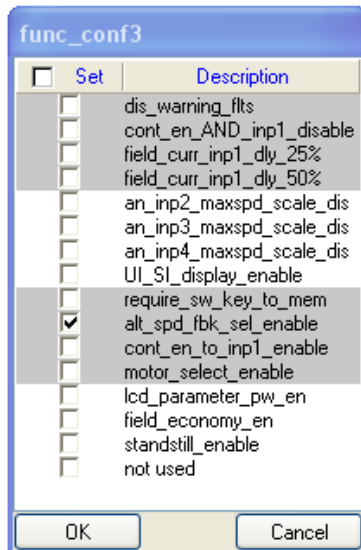 func_conf3
Set Description
dis_warning_flts
cont_en_AND_inp1_disable
field_curr_inp1_dly_25%
field_curr_inp1_dly_50%
an_inp2_maxspd_scale_dis
an_inp3_maxspd_scale_dis
an_inp4_maxspd_scale_dis
UI_SI_display_enable
require_sw_key_to_mem
alt_spd_fbk_sel_enable
cont_en_to_inp1_enable
motor_select_enable
lcd_parameter_pw_en
field_economy_en
standstill_enable
not used
OK Cancel